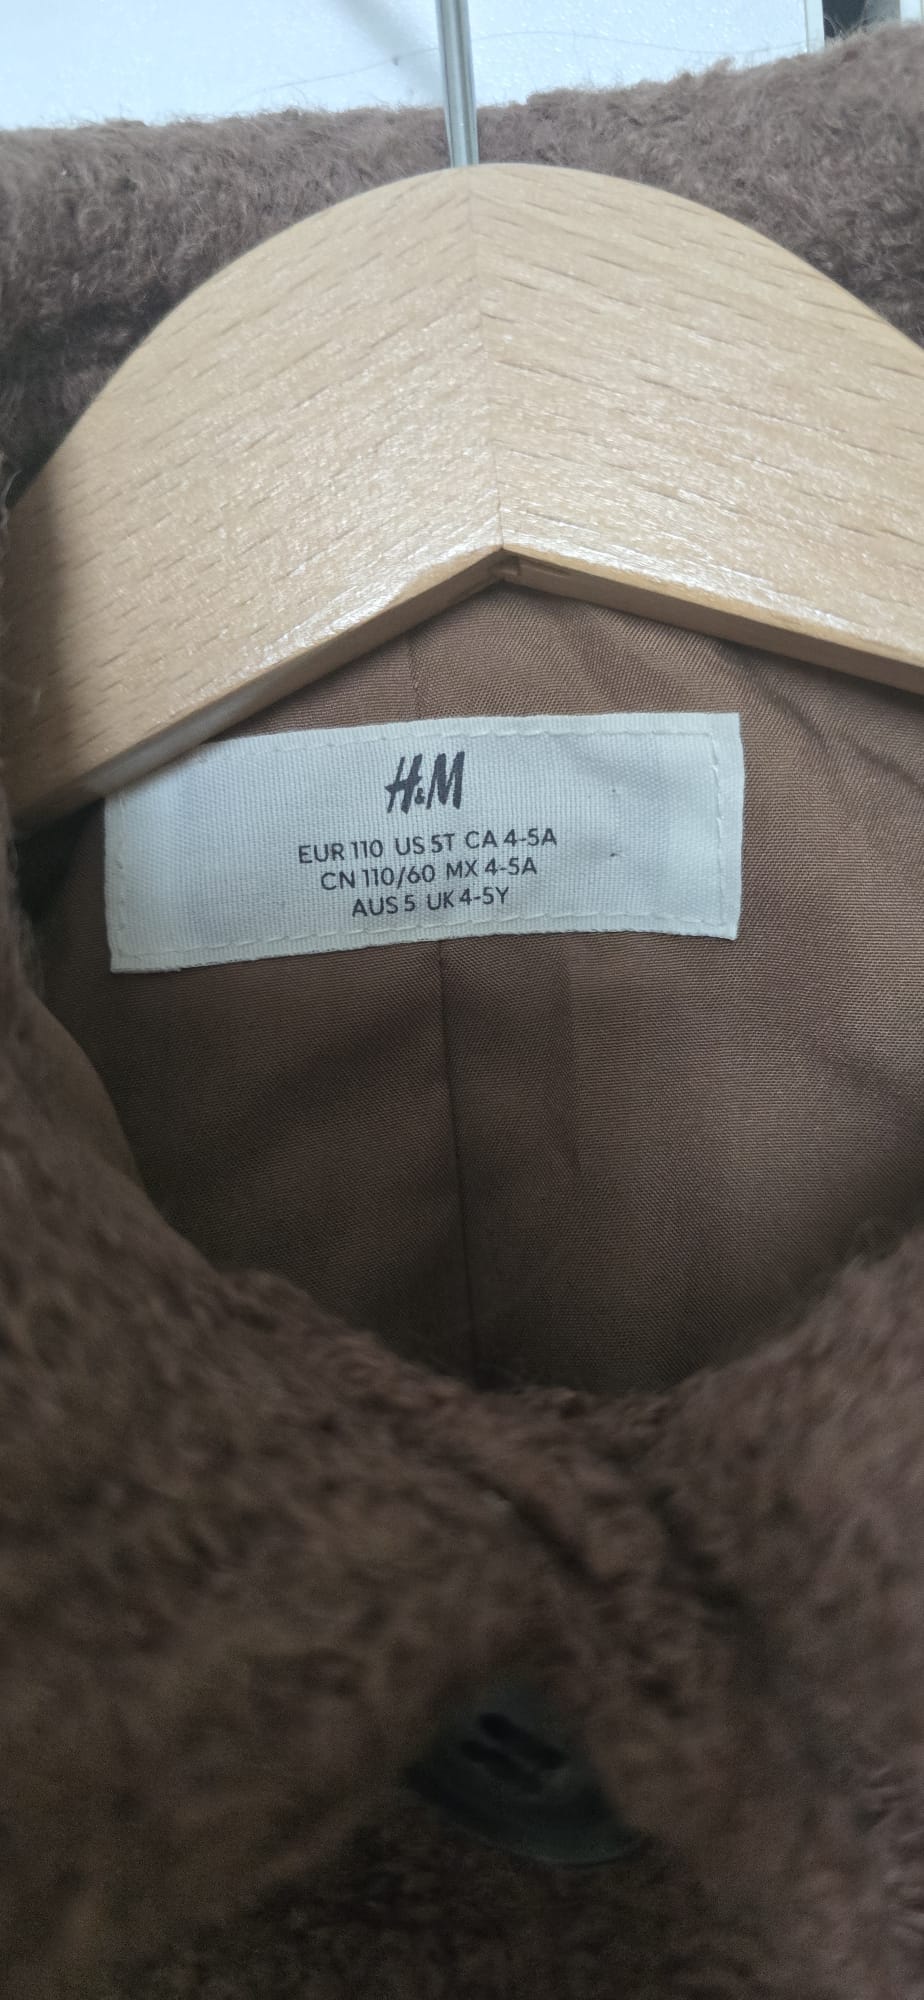 H&M
EUR 110 US 5T CA 4-5A
CN 110/60 MX 4-5A
AUS 5 UK 4-5Y